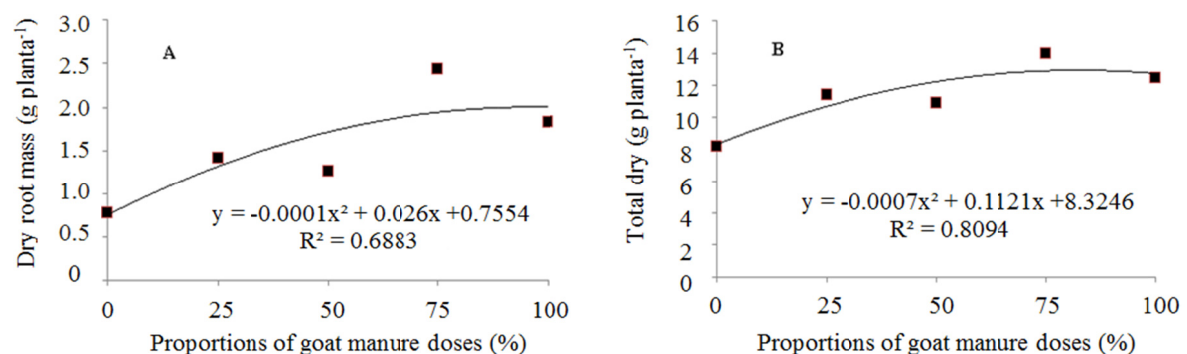 A
Dry root mass (g planta⁻¹)
3.0
2.5
2.0
1.5
1.0
0.5
0
y = -0.0001x² + 0.026x +0.7554
R² = 0.6883
0 25 50 75 100
Proportions of goat manure doses (%)
B
Total dry (g planta⁻¹)
16
14
12
10
8
6
4
2
0
y = -0.0007x² + 0.1121x +8.3246
R² = 0.8094
0 25 50 75 100
Proportions of goat manure doses (%)